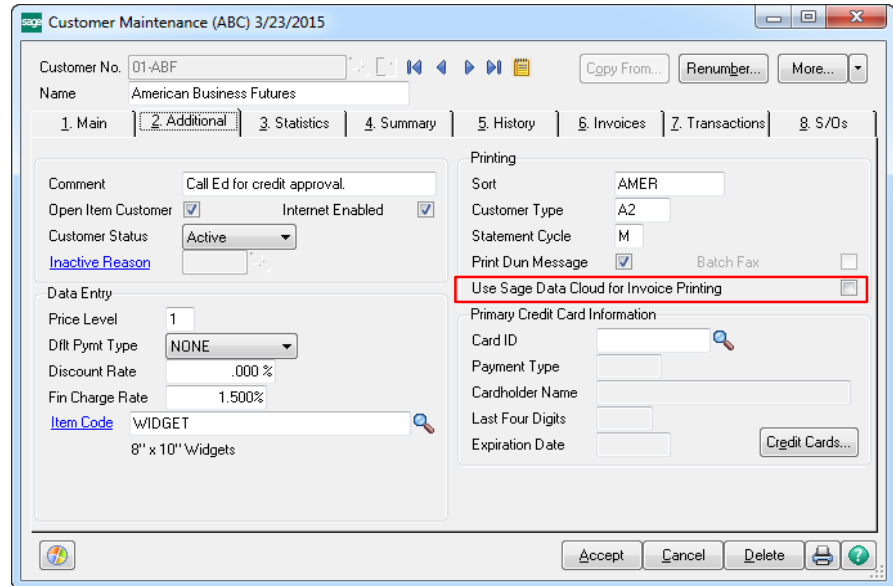 sage Customer Maintenance (ABC) 3/23/2015
Customer No. 01-ABF Copy From... Renumber... More...
Name American Business Futures
1. Main 2. Additional 3. Statistics 4. Summary 5. History 6. Invoices 7. Transactions 8. S/Os
Comment Call Ed for credit approval.
Open Item Customer Internet Enabled
Customer Status Active
Inactive Reason
Data Entry
Price Level 1
Dflt Pymt Type NONE
Discount Rate .000 %
Fin Charge Rate 1.500%
Item Code WIDGET
8" x 10" Widgets
Printing
Sort AMER
Customer Type A2
Statement Cycle M
Print Dun Message Batch Fax
Use Sage Data Cloud for Invoice Printing
Primary Credit Card Information
Card ID
Payment Type
Cardholder Name
Last Four Digits
Expiration Date Credit Cards...
Accept Cancel Delete